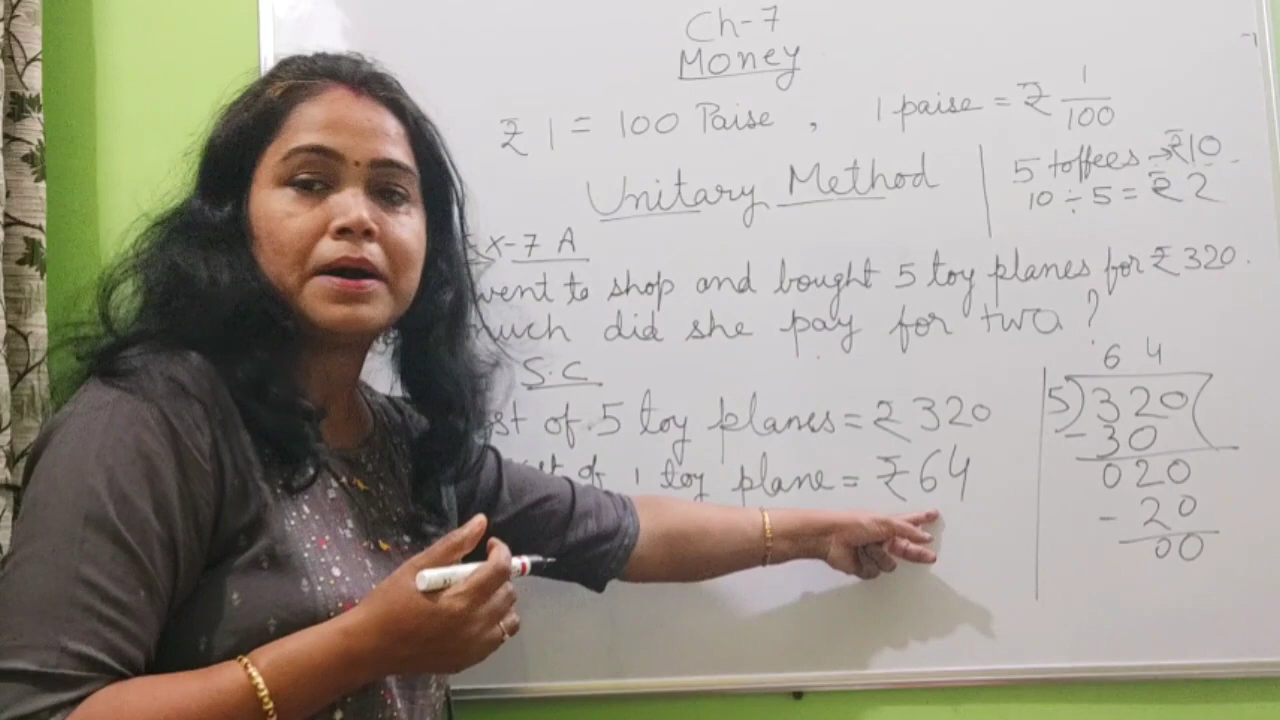 Ch-7
Money
₹ 1 = 100 Paise , 1 paise = ₹ 1/100
Unitary Method
5 toffees → ₹10
10 ÷ 5 = ₹ 2
Ex-7 A
went to shop and bought 5 toy planes for ₹320.
much did she pay for two ?
S.C
of 5 toy planes = ₹320
of 1 toy plane = ₹64
6 4
5)320(
-30
020
- 20
00